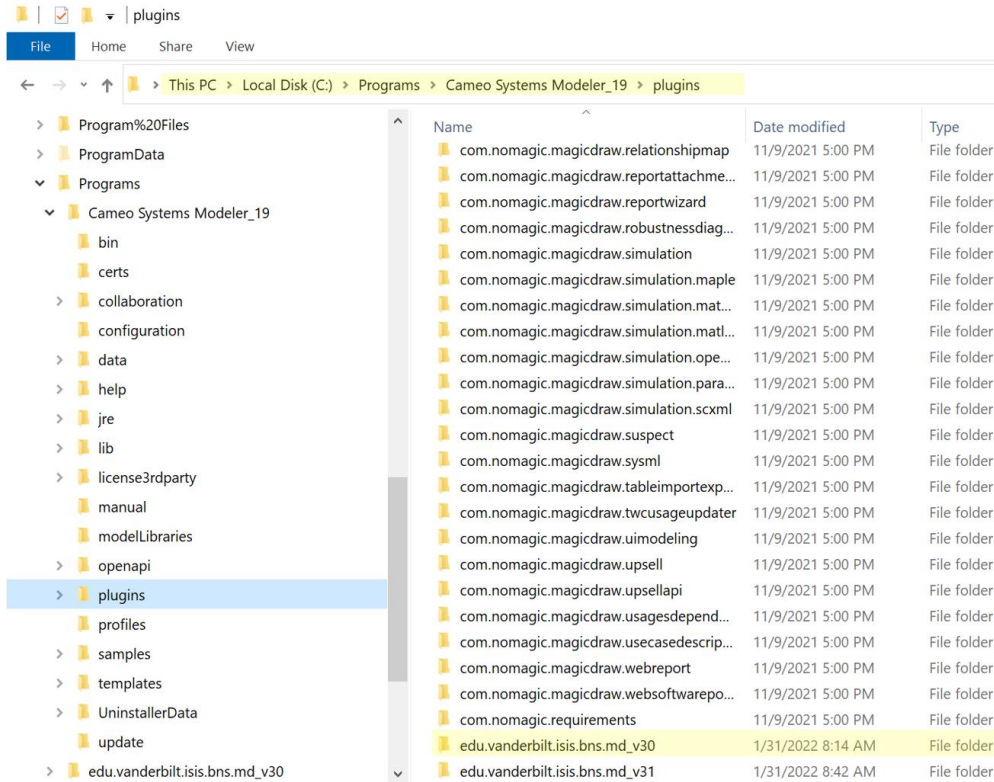 plugins
File Home Share View
This PC > Local Disk (C:) > Programs > Cameo Systems Modeler_19 > plugins
Program%20Files
ProgramData
Programs
Cameo Systems Modeler_19
bin
certs
collaboration
configuration
data
help
jre
lib
license3rdparty
manual
modelLibraries
openapi
plugins
profiles
samples
templates
UninstallerData
update
edu.vanderbilt.isis.bns.md_v30
Name Date modified Type
com.nomagic.magicdraw.relationshipmap 11/9/2021 5:00 PM File folder
com.nomagic.magicdraw.reportattachme... 11/9/2021 5:00 PM File folder
com.nomagic.magicdraw.reportwizard 11/9/2021 5:00 PM File folder
com.nomagic.magicdraw.robustnessdiag... 11/9/2021 5:00 PM File folder
com.nomagic.magicdraw.simulation 11/9/2021 5:00 PM File folder
com.nomagic.magicdraw.simulation.maple 11/9/2021 5:00 PM File folder
com.nomagic.magicdraw.simulation.mat... 11/9/2021 5:00 PM File folder
com.nomagic.magicdraw.simulation.matl... 11/9/2021 5:00 PM File folder
com.nomagic.magicdraw.simulation.ope... 11/9/2021 5:00 PM File folder
com.nomagic.magicdraw.simulation.para... 11/9/2021 5:00 PM File folder
com.nomagic.magicdraw.simulation.scxml 11/9/2021 5:00 PM File folder
com.nomagic.magicdraw.suspect 11/9/2021 5:00 PM File folder
com.nomagic.magicdraw.sysml 11/9/2021 5:00 PM File folder
com.nomagic.magicdraw.tableimportexp... 11/9/2021 5:00 PM File folder
com.nomagic.magicdraw.twcusageupdater 11/9/2021 5:00 PM File folder
com.nomagic.magicdraw.uimodeling 11/9/2021 5:00 PM File folder
com.nomagic.magicdraw.upsell 11/9/2021 5:00 PM File folder
com.nomagic.magicdraw.upsellapi 11/9/2021 5:00 PM File folder
com.nomagic.magicdraw.usagesdepend... 11/9/2021 5:00 PM File folder
com.nomagic.magicdraw.usecasedescrip... 11/9/2021 5:00 PM File folder
com.nomagic.magicdraw.webreport 11/9/2021 5:00 PM File folder
com.nomagic.magicdraw.websoftwarepo... 11/9/2021 5:00 PM File folder
com.nomagic.requirements 11/9/2021 5:00 PM File folder
edu.vanderbilt.isis.bns.md_v30 1/31/2022 8:14 AM File folder
edu.vanderbilt.isis.bns.md_v31 1/31/2022 8:42 AM File folder